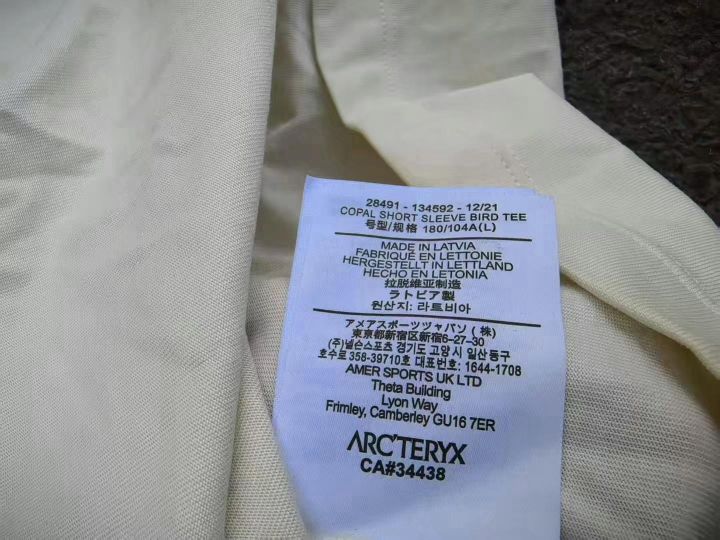 28491 - 134592 - 12/21
COPAL SHORT SLEEVE BIRD TEE
号型/规格 180/104A(L)
MADE IN LATVIA
FABRIQUÉ EN LETTONIE
HERGESTELLT IN LETTLAND
HECHO EN LETONIA
拉脱维亚制造
ラトビア製
원산지: 라트비아
アメアスポーツジャパン (株)
東京都新宿区新宿6-27-30
(주)넬슨스포츠 경기도 고양 시 일산동구
호수로 358-39710호 대표번호: 1644-1708
AMER SPORTS UK LTD
Theta Building
Lyon Way
Frimley, Camberley GU16 7ER
ARC'TERYX
CA#34438